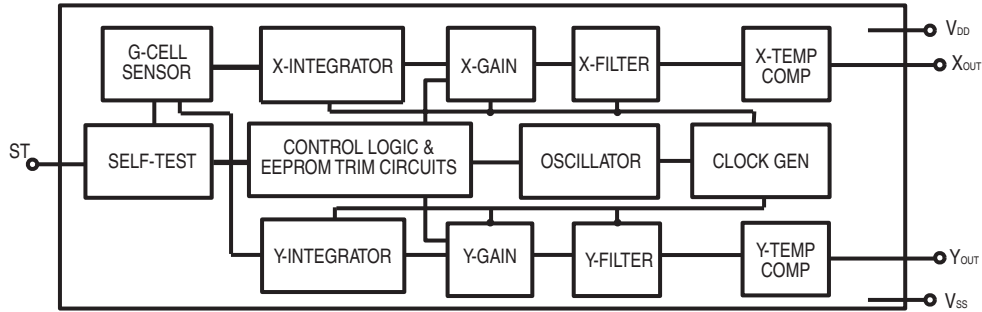 G-CELL
SENSOR
X-INTEGRATOR
X-GAIN
X-FILTER
X-TEMP
COMP
VDD
XOUT
ST
SELF-TEST
CONTROL LOGIC &
EEPROM TRIM CIRCUITS
OSCILLATOR
CLOCK GEN
Y-INTEGRATOR
Y-GAIN
Y-FILTER
Y-TEMP
COMP
YOUT
VSS